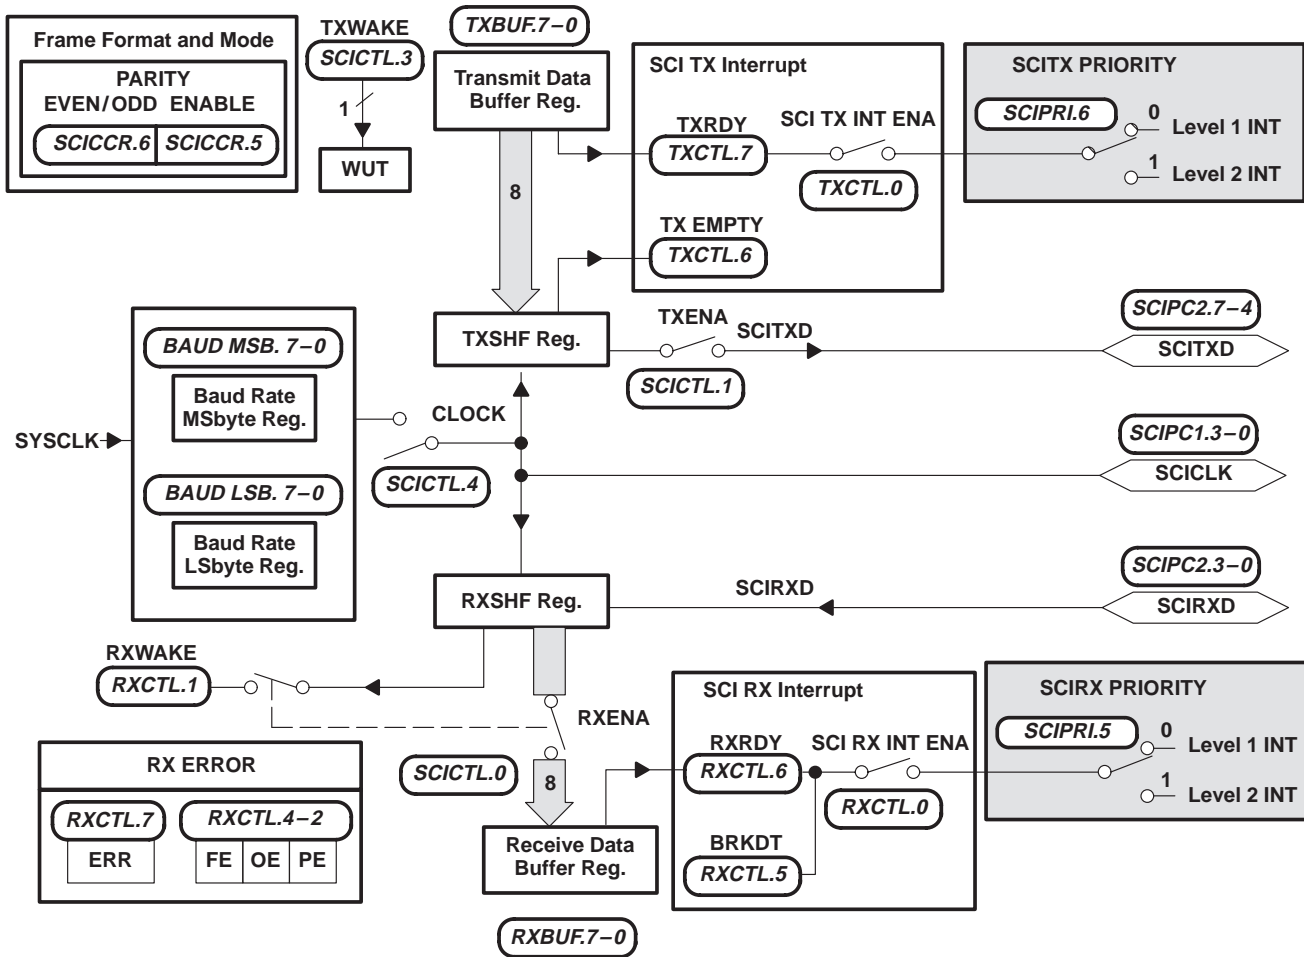 Frame Format and Mode
PARITY
EVEN/ODD ENABLE
SCICCR.6 SCICCR.5
TXWAKE
SCICTL.3
1
WUT
TXBUF.7–0
Transmit Data
Buffer Reg.
8
SCI TX Interrupt
TXRDY
TXCTL.7
SCI TX INT ENA
TXCTL.0
TX EMPTY
TXCTL.6
SCITX PRIORITY
SCIPRI.6
0
Level 1 INT
1
Level 2 INT
SYSCLK
BAUD MSB. 7–0
Baud Rate
MSbyte Reg.
BAUD LSB. 7–0
Baud Rate
LSbyte Reg.
CLOCK
SCICTL.4
TXSHF Reg.
TXENA
SCICTL.1
SCITXD
SCIPC2.7–4
SCITXD
SCIPC1.3–0
SCICLK
SCIPC2.3–0
SCIRXD
SCIRXD
RXSHF Reg.
RXWAKE
RXCTL.1
RXENA
SCICTL.0
8
Receive Data
Buffer Reg.
RXBUF.7–0
RX ERROR
RXCTL.7 RXCTL.4–2
ERR FE OE PE
SCI RX Interrupt
RXRDY
RXCTL.6
SCI RX INT ENA
RXCTL.0
BRKDT
RXCTL.5
SCIRX PRIORITY
SCIPRI.5
0
Level 1 INT
1
Level 2 INT